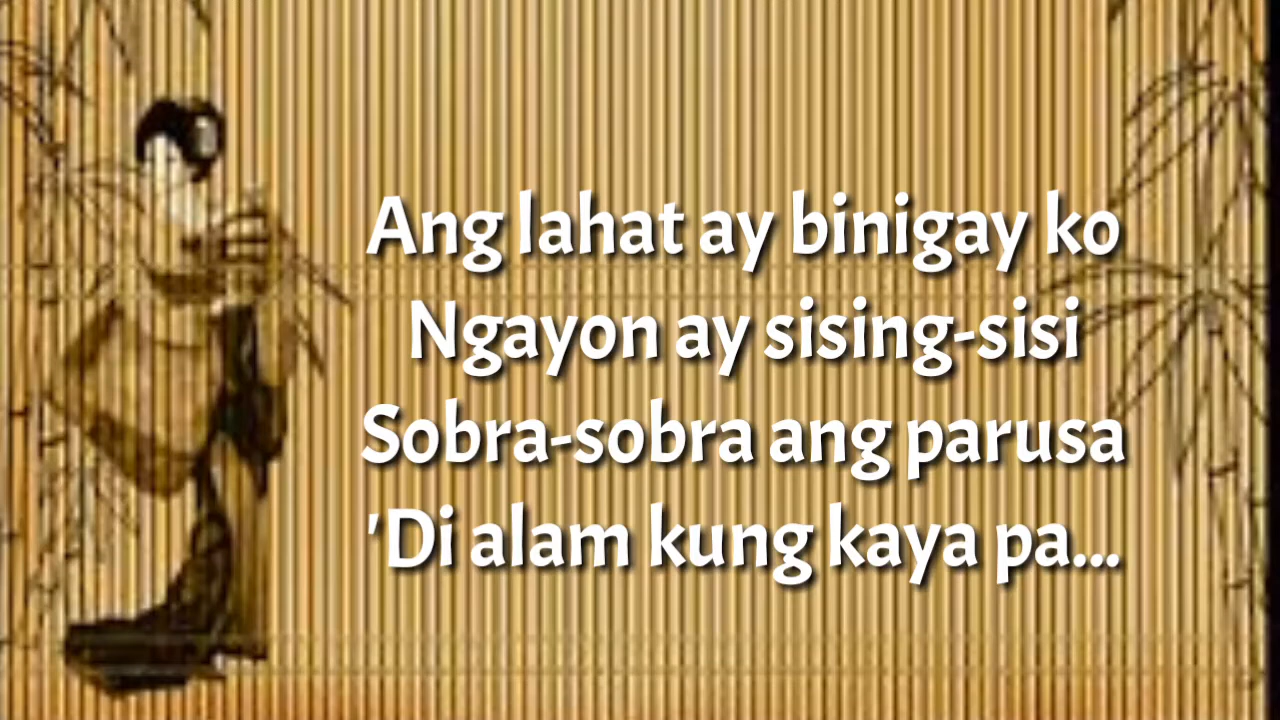 Ang lahat ay binigay ko
Ngayon ay sising-sisi
Sobra-sobra ang parusa
'Di alam kung kaya pa...